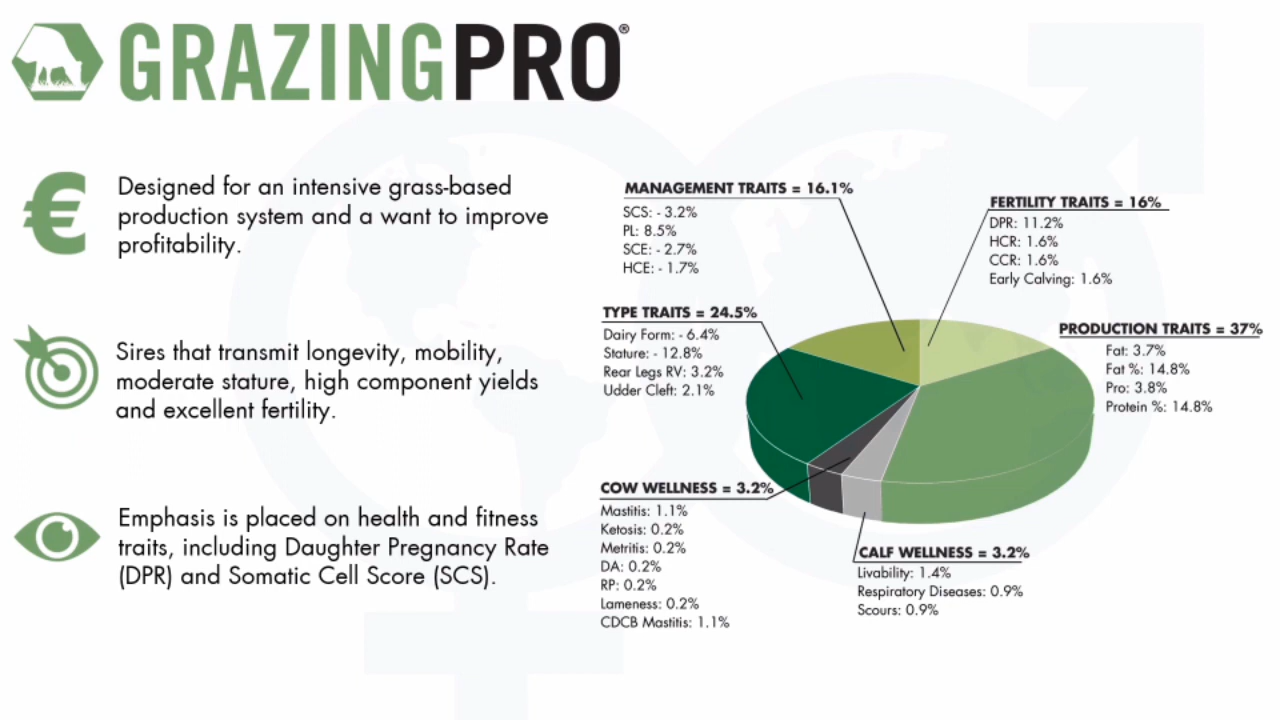 GRAZINGPRO®
Designed for an intensive grass-based
production system and a want to improve
profitability.
Sires that transmit longevity, mobility,
moderate stature, high component yields
and excellent fertility.
Emphasis is placed on health and fitness
traits, including Daughter Pregnancy Rate
(DPR) and Somatic Cell Score (SCS).
MANAGEMENT TRAITS = 16.1%
SCS: - 3.2%
PL: 8.5%
SCE: - 2.7%
HCE: - 1.7%
FERTILITY TRAITS = 16%
DPR: 11.2%
HCR: 1.6%
CCR: 1.6%
Early Calving: 1.6%
TYPE TRAITS = 24.5%
Dairy Form: - 6.4%
Stature: - 12.8%
Rear Legs RV: 3.2%
Udder Cleft: 2.1%
PRODUCTION TRAITS = 37%
Fat: 3.7%
Fat %: 14.8%
Pro: 3.8%
Protein %: 14.8%
COW WELLNESS = 3.2%
Mastitis: 1.1%
Ketosis: 0.2%
Metritis: 0.2%
DA: 0.2%
RP: 0.2%
Lameness: 0.2%
CDCB Mastitis: 1.1%
CALF WELLNESS = 3.2%
Livability: 1.4%
Respiratory Diseases: 0.9%
Scours: 0.9%